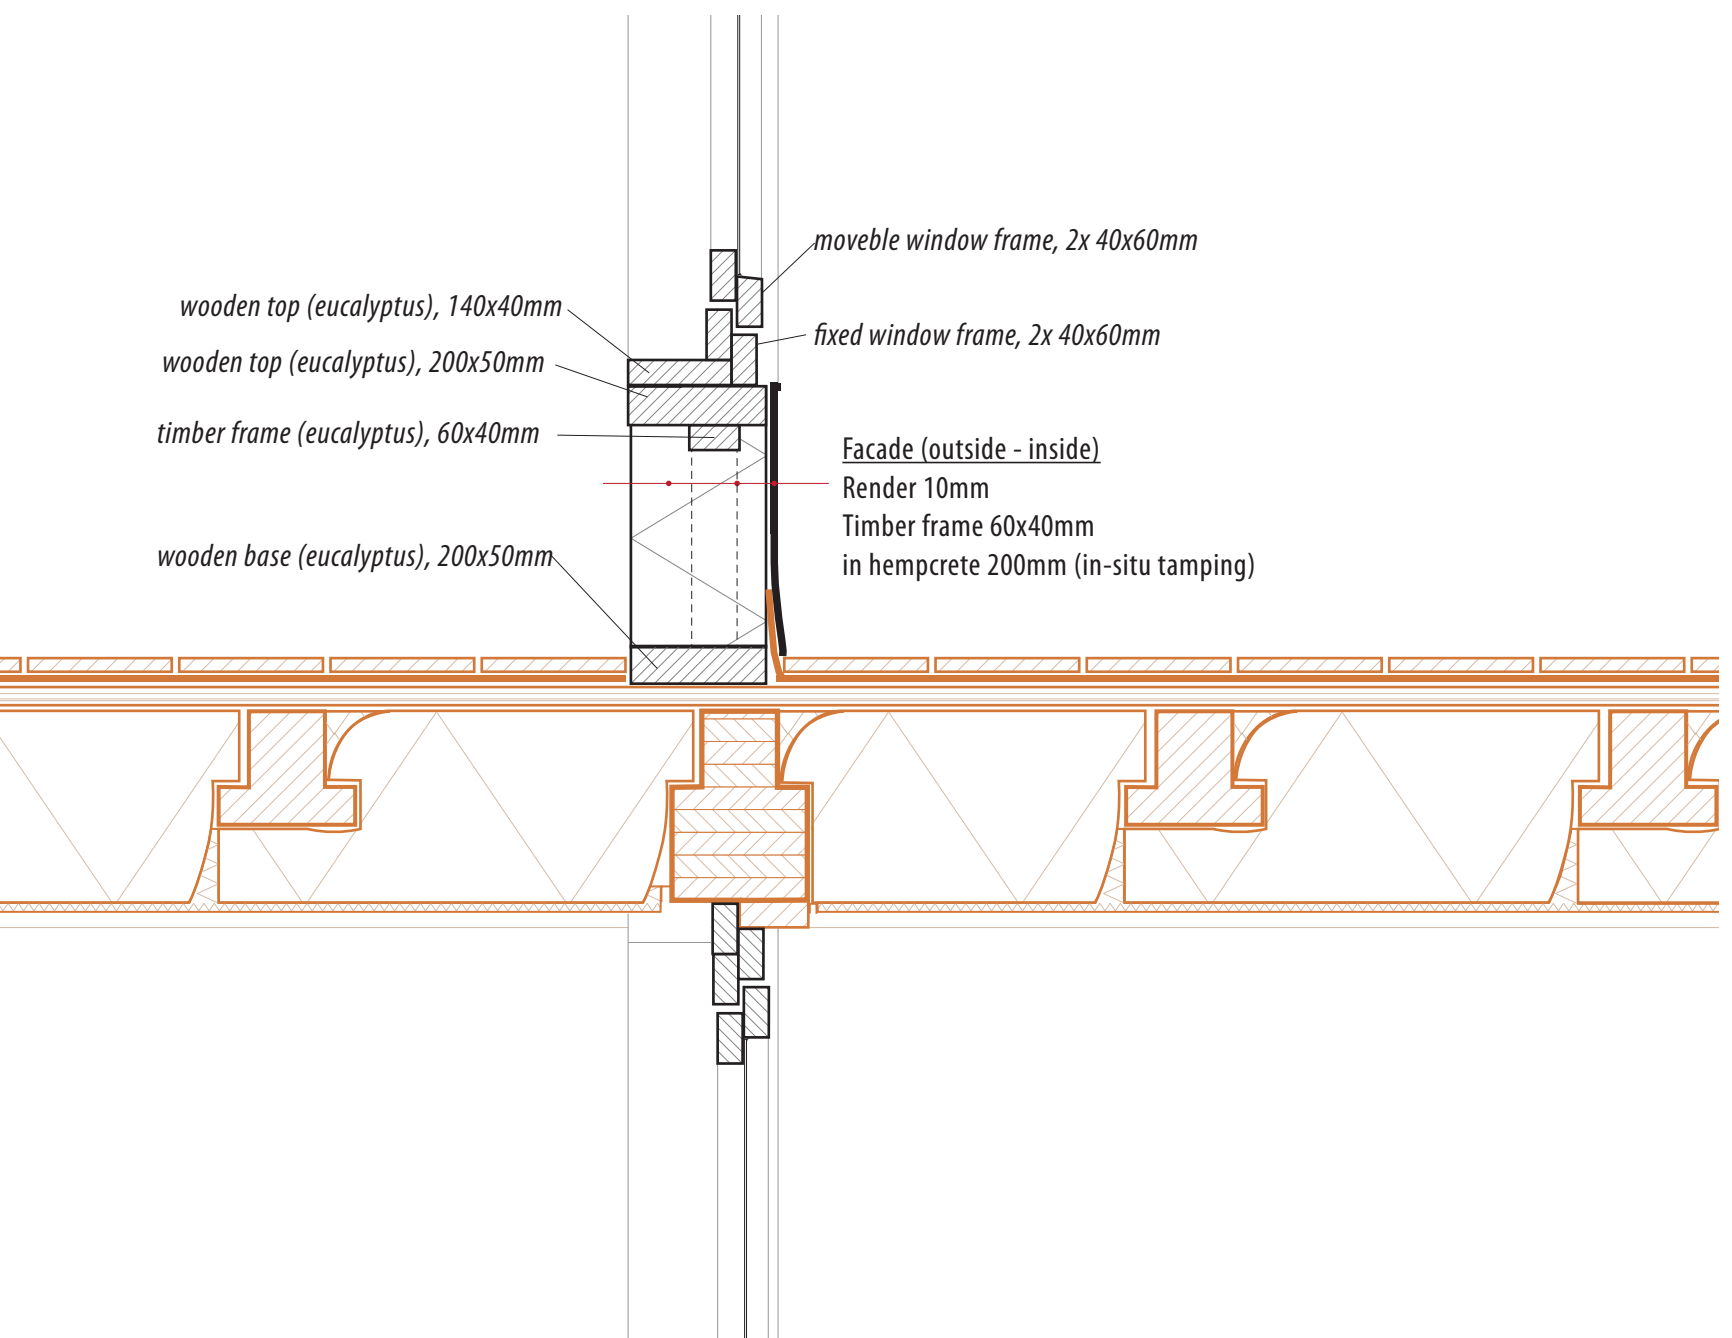 moveble window frame, 2x 40x60mm
wooden top (eucalyptus), 140x40mm
fixed window frame, 2x 40x60mm
wooden top (eucalyptus), 200x50mm
timber frame (eucalyptus), 60x40mm
Facade (outside - inside)
Render 10mm
Timber frame 60x40mm
in hempcrete 200mm (in-situ tamping)
wooden base (eucalyptus), 200x50mm